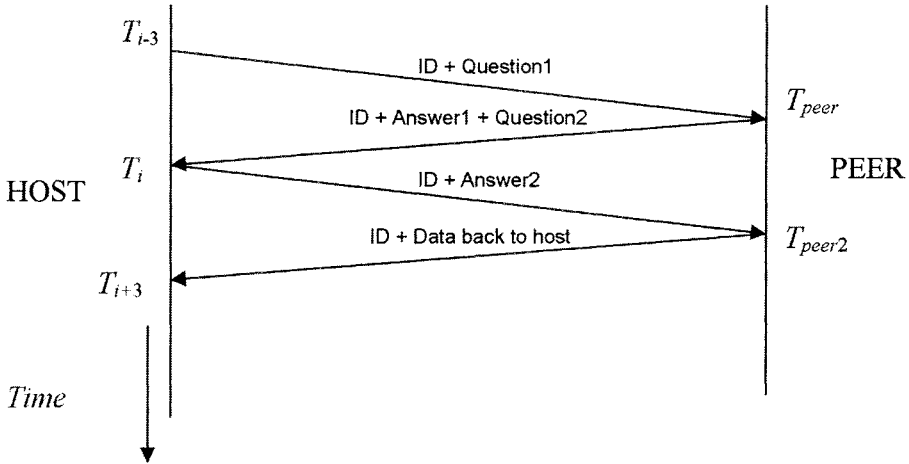 T_{i-3}
ID + Question1
T_{peer}
ID + Answer1 + Question2
T_i
HOST
ID + Answer2
PEER
ID + Data back to host
T_{peer2}
T_{i+3}
Time